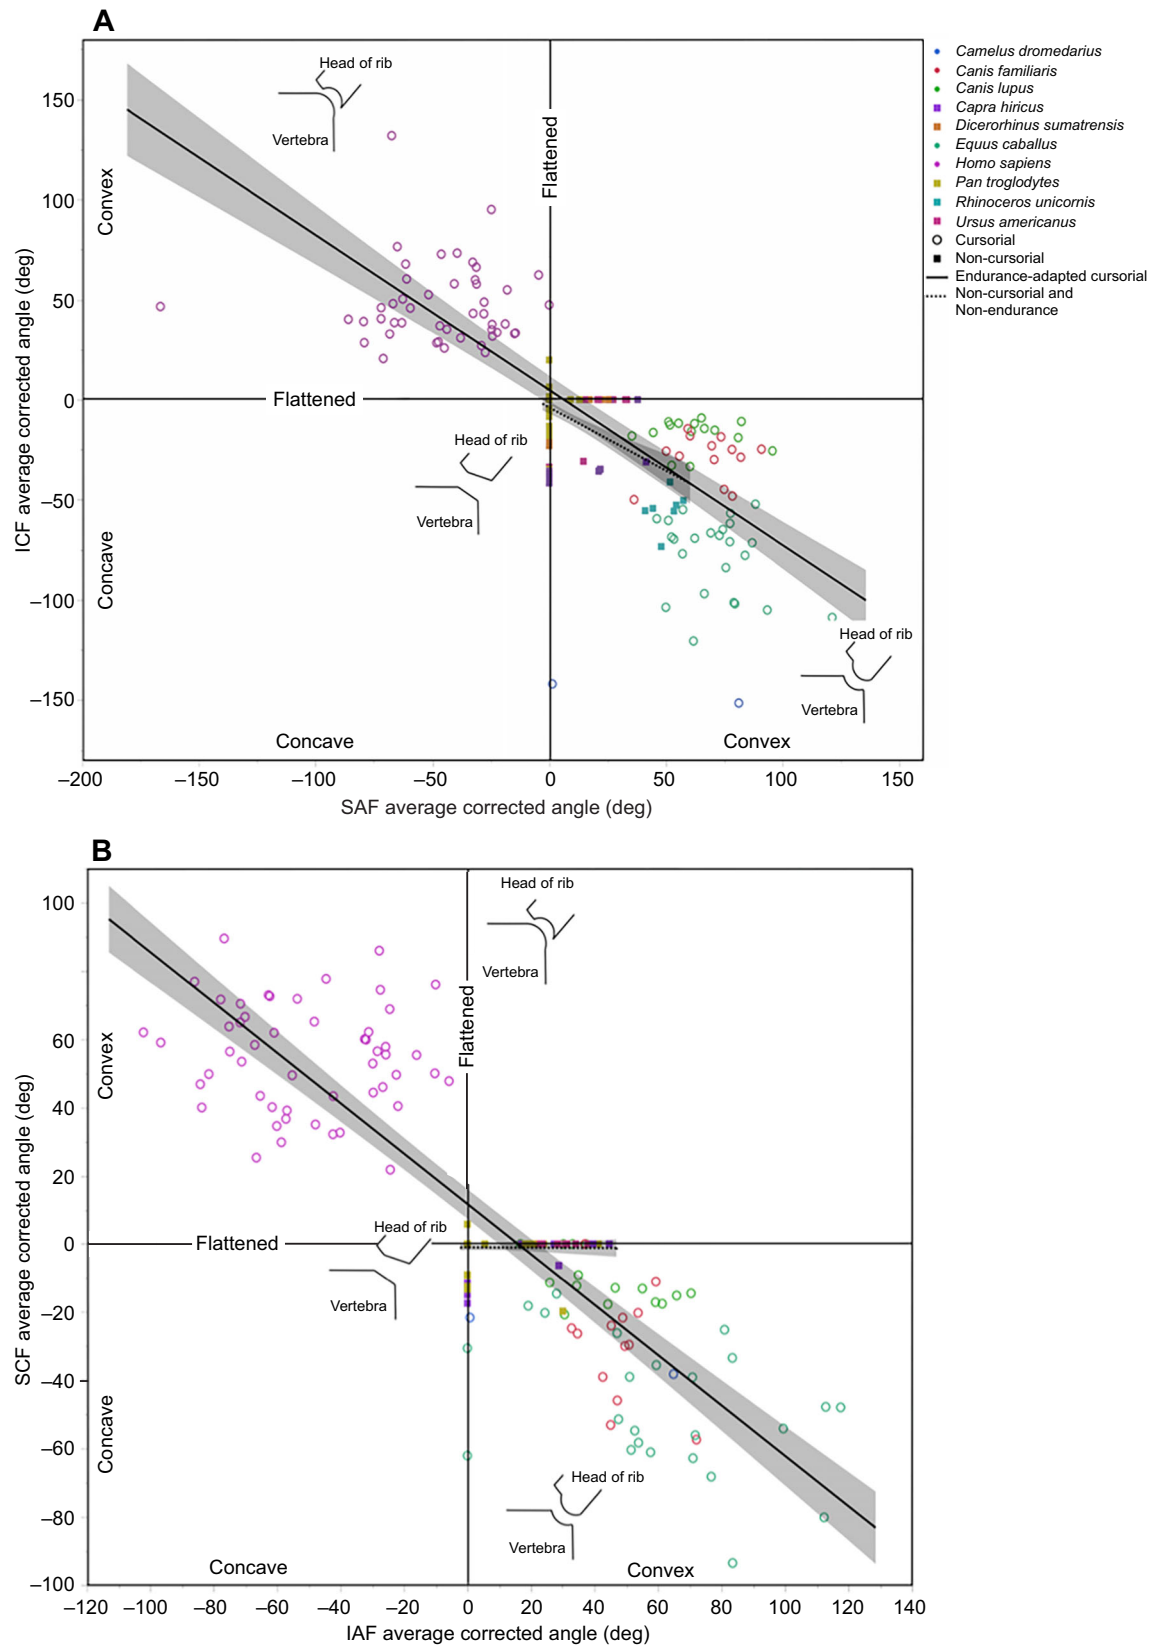 A
Head of rib
Vertebra
Flattened
Convex
Flattened
Head of rib
Vertebra
Concave
Head of rib
Vertebra
Concave
Convex
150
100
50
0
–50
–100
–150
ICF average corrected angle (deg)
–200
–150
–100
–50
0
50
100
150
SAF average corrected angle (deg)
Camelus dromedarius
Canis familiaris
Canis lupus
Capra hiricus
Dicerorhinus sumatrensis
Equus caballus
Homo sapiens
Pan troglodytes
Rhinoceros unicornis
Ursus americanus
Cursorial
Non-cursorial
Endurance-adapted cursorial
Non-cursorial and
Non-endurance
B
Head of rib
Vertebra
Flattened
Convex
Head of rib
Flattened
Vertebra
Concave
Head of rib
Vertebra
Concave
Convex
100
60
40
20
0
–20
–40
–60
–80
–100
SCF average corrected angle (deg)
–120
–100
–80
–60
–40
–20
0
20
40
60
80
100
120
140
IAF average corrected angle (deg)